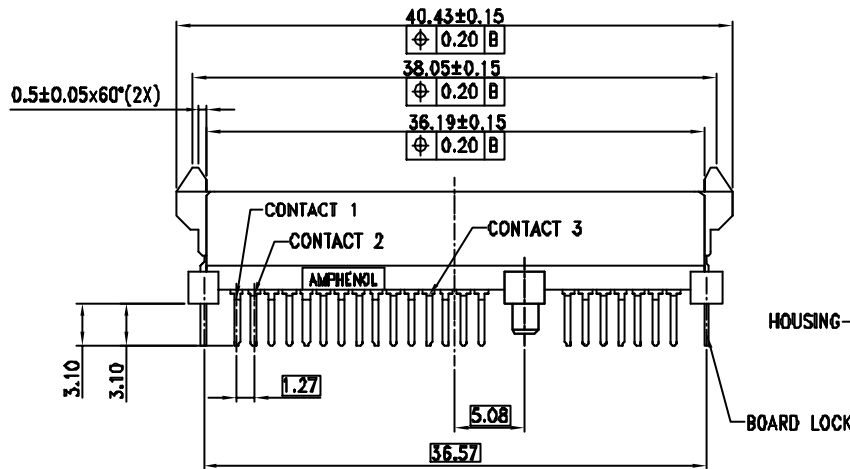 40.43±0.15
⌖ 0.20 B
38.05±0.15
0.5±0.05x60°(2X)
⌖ 0.20 B
36.19±0.15
⌖ 0.20 B
CONTACT 1
CONTACT 2
CONTACT 3
AMPHENOL
HOUSING
3.10
3.10
1.27
5.08
BOARD LOCK
36.57